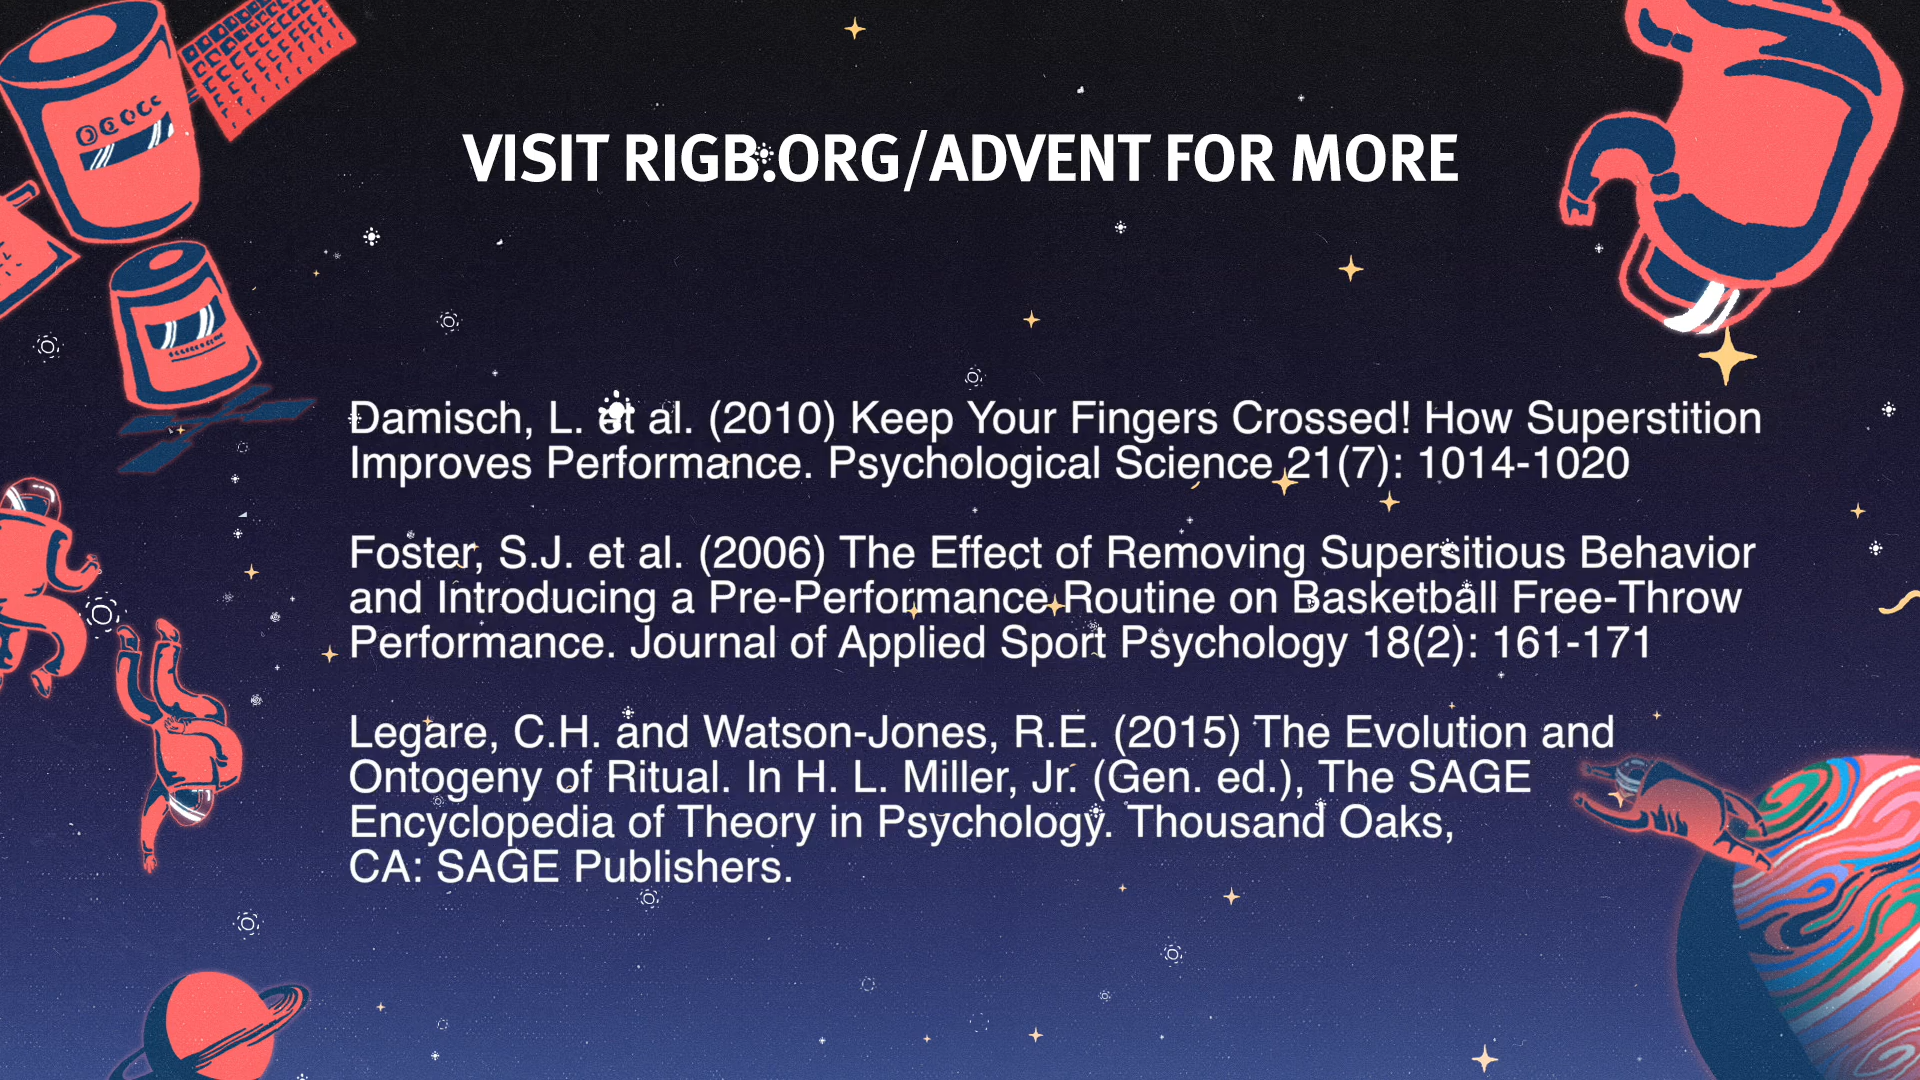 VISIT RIGB.ORG/ADVENT FOR MORE
Damisch, L. et al. (2010) Keep Your Fingers Crossed! How Superstition
Improves Performance. Psychological Science 21(7): 1014-1020
Foster, S.J. et al. (2006) The Effect of Removing Supersitious Behavior
and Introducing a Pre-Performance Routine on Basketball Free-Throw
Performance. Journal of Applied Sport Psychology 18(2): 161-171
Legare, C.H. and Watson-Jones, R.E. (2015) The Evolution and
Ontogeny of Ritual. In H. L. Miller, Jr. (Gen. ed.), The SAGE
Encyclopedia of Theory in Psychology. Thousand Oaks,
CA: SAGE Publishers.